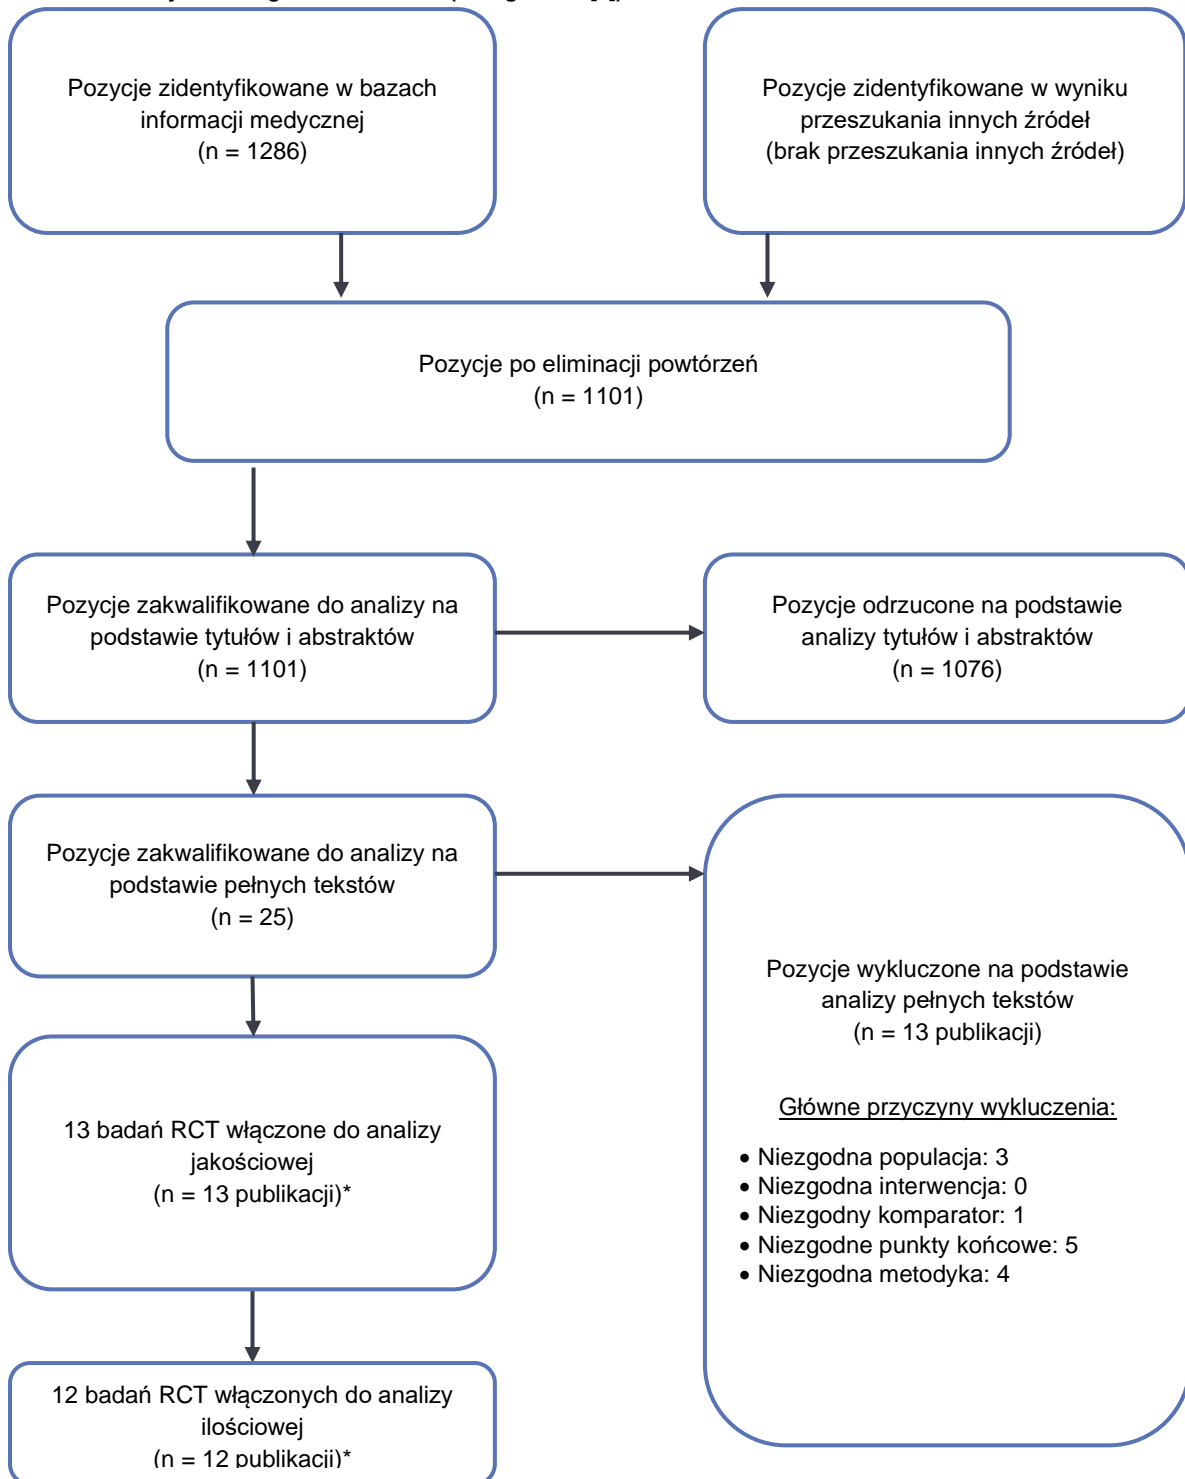 Pozycje zidentyfikowane w bazach
informacji medycznej
(n = 1286)
Pozycje zidentyfikowane w wyniku
przeszukania innych źródeł
(brak przeszukania innych źródeł)
Pozycje po eliminacji powtórzeń
(n = 1101)
Pozycje zakwalifikowane do analizy na
podstawie tytułów i abstraktów
(n = 1101)
Pozycje odrzucone na podstawie
analizy tytułów i abstraktów
(n = 1076)
Pozycje zakwalifikowane do analizy na
podstawie pełnych tekstów
(n = 25)
Pozycje wykluczone na podstawie
analizy pełnych tekstów
(n = 13 publikacji)
Główne przyczyny wykluczenia:
• Niezgodna populacja: 3
• Niezgodna interwencja: 0
• Niezgodny komparator: 1
• Niezgodne punkty końcowe: 5
• Niezgodna metodyka: 4
13 badań RCT włączone do analizy
jakościowej
(n = 13 publikacji)*
12 badań RCT włączonych do analizy
ilościowej
(n = 12 publikacji)*